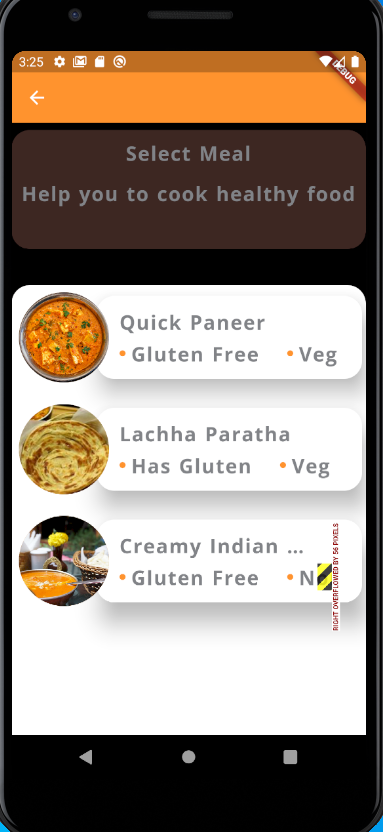 3:25
DEBUG
Select Meal
Help you to cook healthy food
Quick Paneer
Gluten Free Veg
Lachha Paratha
Has Gluten Veg
Creamy Indian ...
Gluten Free N
RIGHT OVERFLOWED BY 56 PIXELS